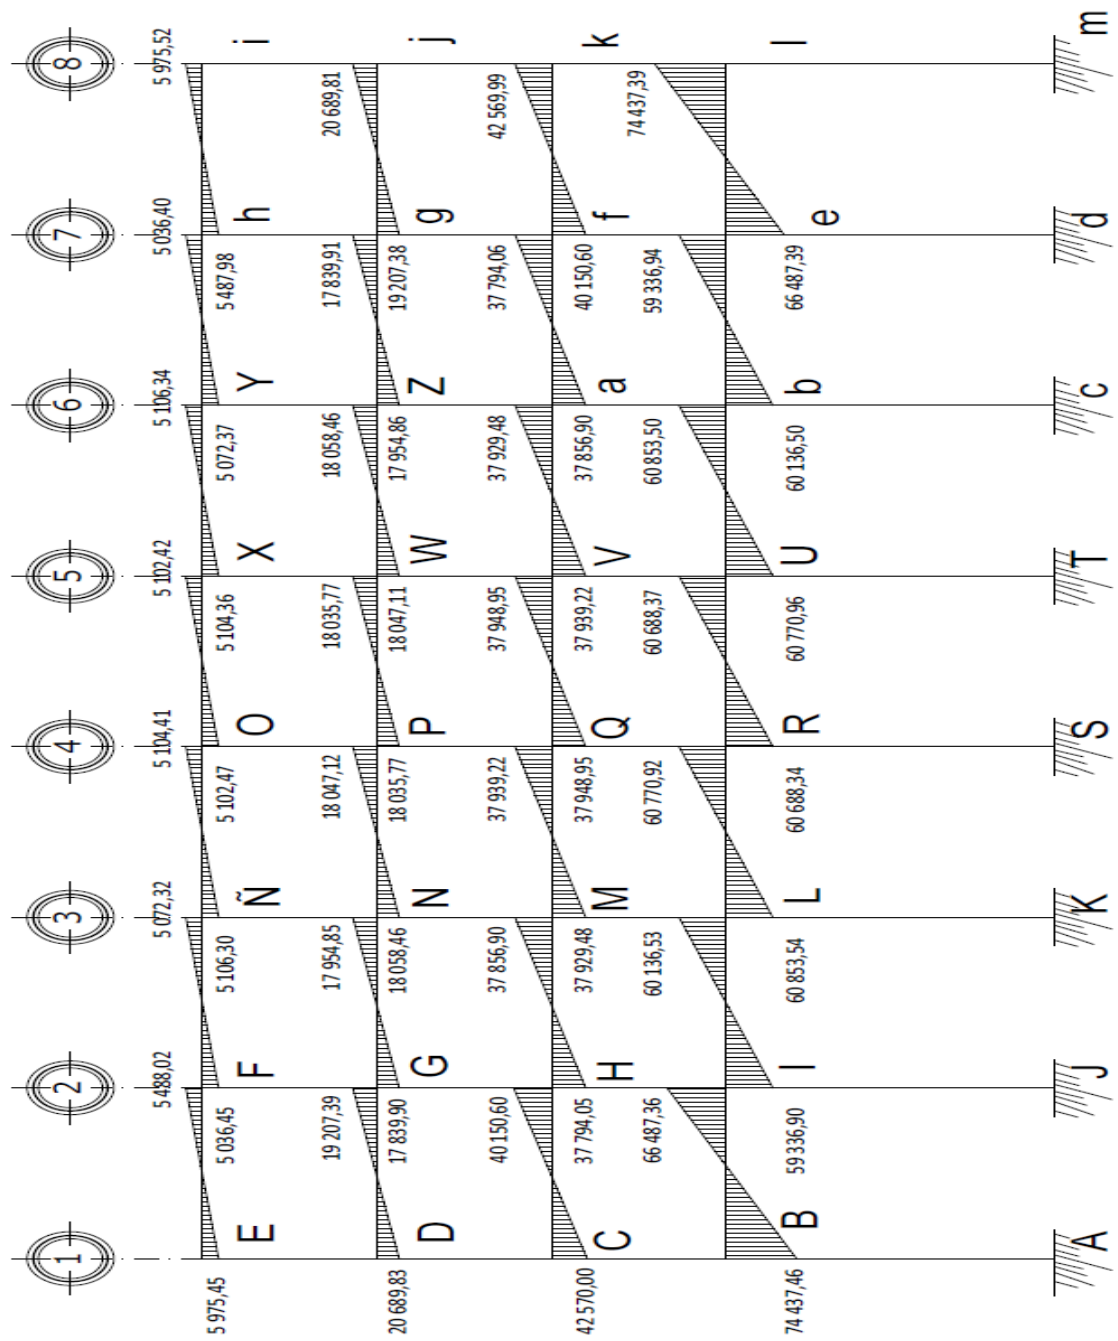 1 2 3 4 5 6 7 8
5 488,02 5 072,32 5 104,41 5 102,42 5 106,34 5 036,40 5 975,52
5 975,45 5 036,45 5 106,30 5 102,47 5 104,36 5 072,37 5 487,98
E F Ñ O X Y h i
19 207,39 17 954,85 18 047,12 18 035,77 18 058,46 17 839,91 20 689,81
20 689,83 17 839,90 18 058,46 18 035,77 18 047,11 17 954,86 19 207,38
D G N P W Z g j
40 150,60 37 856,90 37 939,22 37 948,95 37 929,48 37 794,06 42 569,99
42 570,00 37 794,05 37 929,48 37 948,95 37 939,22 37 856,90 40 150,60
C H M Q V a f k
66 487,36 60 136,53 60 770,92 60 688,37 60 853,50 59 336,94 74 437,39
74 437,46 59 336,90 60 853,54 60 688,34 60 770,96 60 136,50 66 487,39
B I L R U b e l
A J K S T c d m